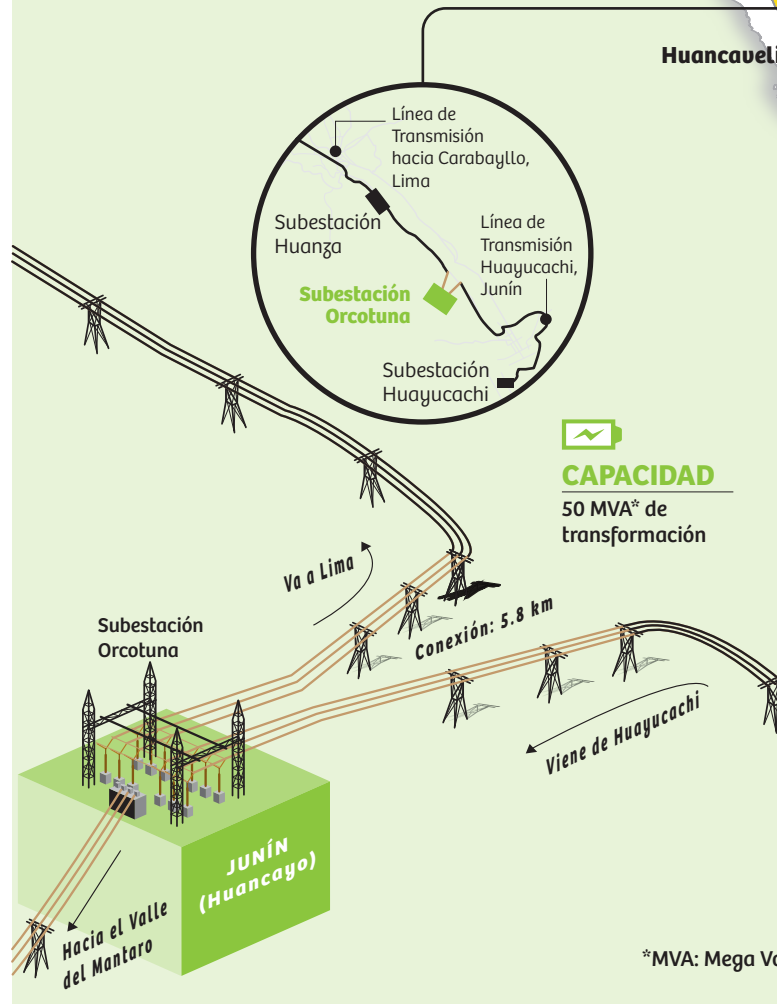 Línea de
Transmisión
hacia Carabayllo,
Lima
Subestación
Huanza
Línea de
Transmisión
Huayucachi,
Junín
Subestación
Orcotuna
Subestación
Huayucachi
CAPACIDAD
50 MVA* de
transformación
Va a Lima
Conexión: 5.8 km
Subestación
Orcotuna
Viene de Huayucachi
JUNÍN
(Huancayo)
Hacia el Valle
del Mantaro
*MVA: Mega